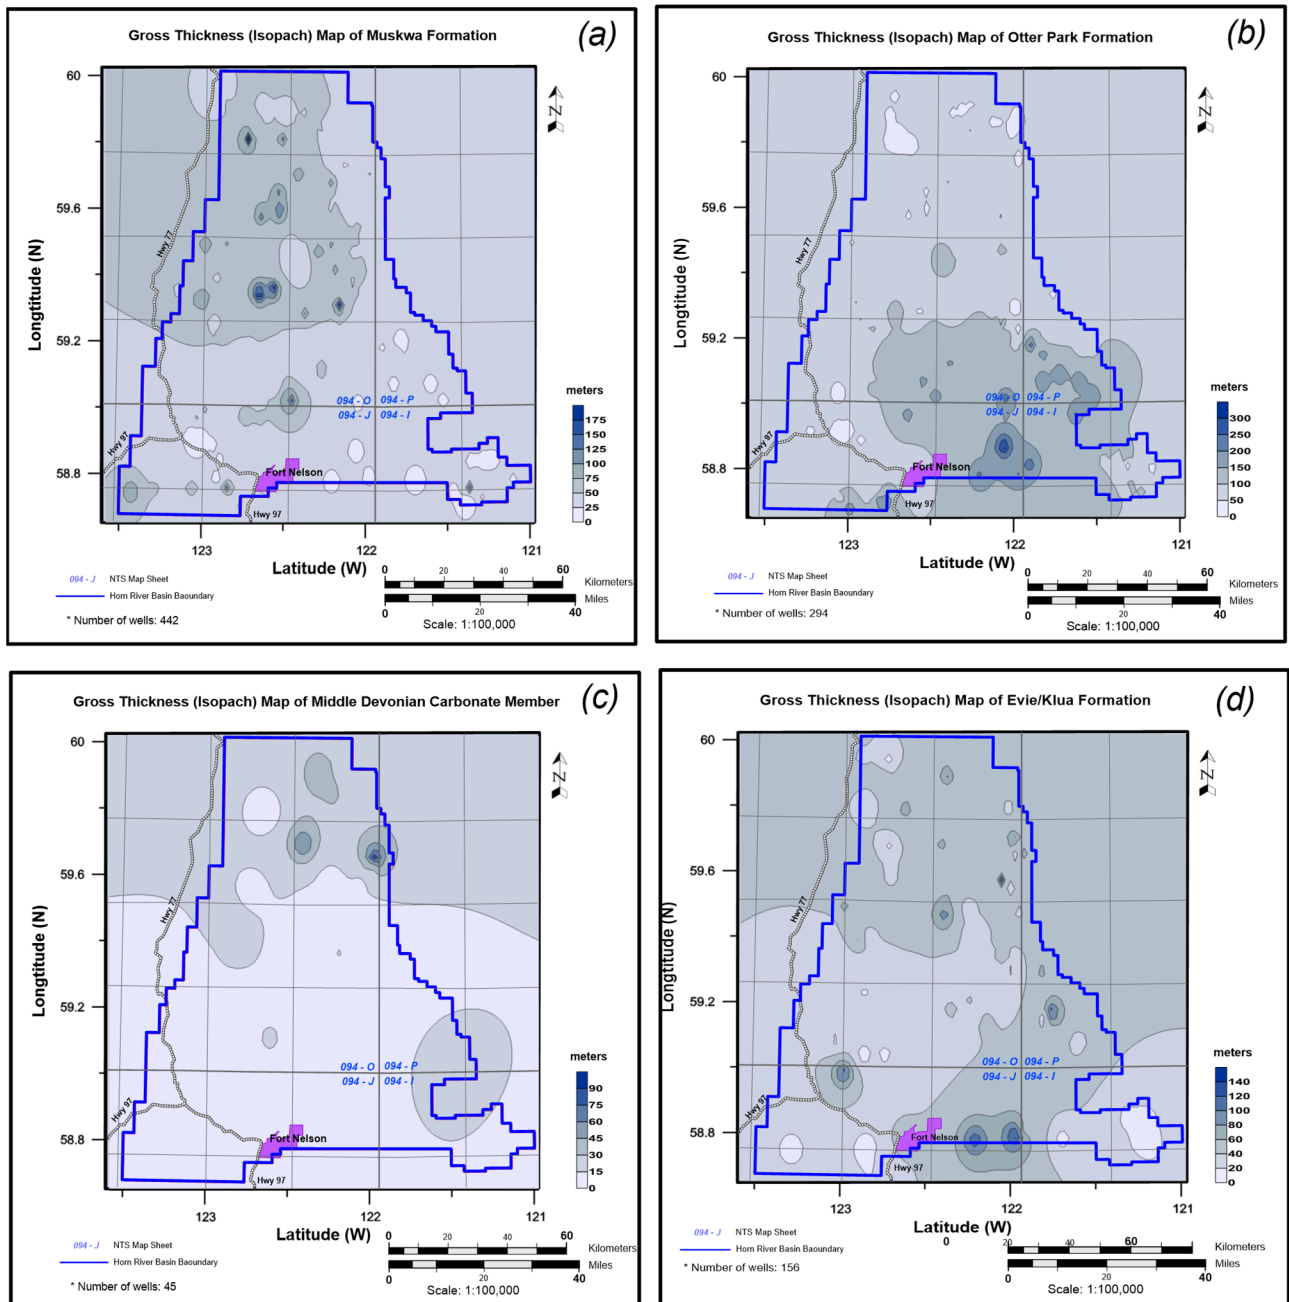 Gross Thickness (Isopach) Map of Muskwa Formation
(a)
60
59.6
59.2
58.8
Longtitude (N)
Hwy 77
Hwy 97
094 - O 094 - P
094 - J 094 - I
Fort Nelson
Hwy 97
N
meters
175
150
125
100
75
50
25
0
123
122
121
Latitude (W)
094 - J NTS Map Sheet
Horn River Basin Baoundary
* Number of wells: 442
0 20 40 60
Kilometers
Miles
0 20 40
Scale: 1:100,000
Gross Thickness (Isopach) Map of Otter Park Formation
(b)
60
59.6
59.2
58.8
Longtitude (N)
Hwy 77
Hwy 97
094 - O 094 - P
094 - J 094 - I
Fort Nelson
Hwy 97
N
meters
300
250
200
150
100
50
0
123
122
121
Latitude (W)
094 - J NTS Map Sheet
Horn River Basin Baoundary
* Number of wells: 294
0 20 40 60
Kilometers
Miles
0 20 40
Scale: 1:100,000
Gross Thickness (Isopach) Map of Middle Devonian Carbonate Member
(c)
60
59.6
59.2
58.8
Longtitude (N)
Hwy 77
Hwy 97
094 - O 094 - P
094 - J 094 - I
Fort Nelson
Hwy 97
N
meters
90
75
60
45
30
15
0
123
122
121
Latitude (W)
094 - J NTS Map Sheet
Horn River Basin Baoundary
* Number of wells: 45
0 20 40 60
Kilometers
Miles
0 20 40
Scale: 1:100,000
Gross Thickness (Isopach) Map of Evie/Klua Formation
(d)
60
59.6
59.2
58.8
Longtitude (N)
Hwy 77
Hwy 97
094 - O 094 - P
094 - J 094 - I
Fort Nelson
Hwy 97
N
meters
140
120
100
80
60
40
20
0
123
122
121
Latitude (W)
094 - J NTS Map Sheet
Horn River Basin Baoundary
* Number of wells: 156
0 20 40 60
Kilometers
Miles
0 20 40
Scale: 1:100,000